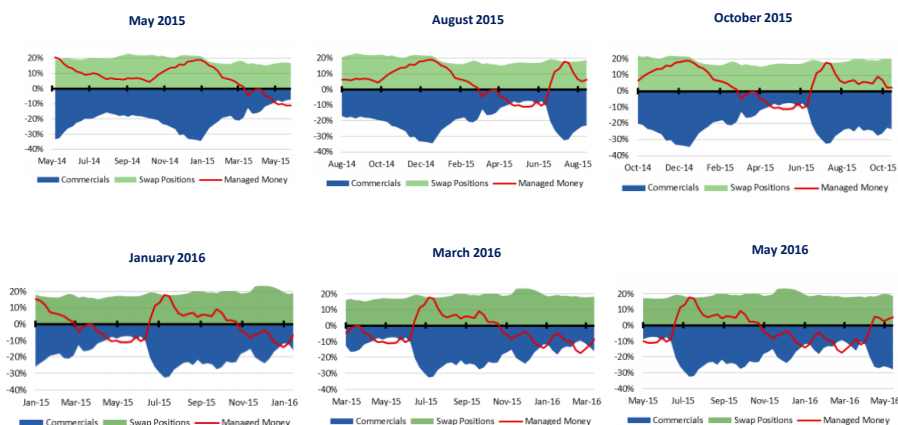 May 2015
20%
10%
0%
-10%
-20%
-30%
-40%
May-14 Jul-14 Sep-14 Nov-14 Jan-15 Mar-15 May-15
Commercials Swap Positions Managed Money
August 2015
20%
10%
0%
-10%
-20%
-30%
-40%
Aug-14 Oct-14 Dec-14 Feb-15 Apr-15 Jun-15 Aug-15
Commercials Swap Positions Managed Money
October 2015
20%
10%
0%
-10%
-20%
-30%
-40%
Oct-14 Dec-14 Feb-15 Apr-15 Jun-15 Aug-15 Oct-15
Commercials Swap Positions Managed Money
January 2016
20%
10%
0%
-10%
-20%
-30%
-40%
Jan-15 Mar-15 May-15 Jul-15 Sep-15 Nov-15 Jan-16
Commercials Swap Positions Managed Money
March 2016
20%
10%
0%
-10%
-20%
-30%
-40%
Mar-15 May-15 Jul-15 Sep-15 Nov-15 Jan-16 Mar-16
Commercials Swap Positions Managed Money
May 2016
20%
10%
0%
-10%
-20%
-30%
-40%
May-15 Jul-15 Sep-15 Nov-15 Jan-16 Mar-16 May-16
Commercials Swap Positions Managed Money